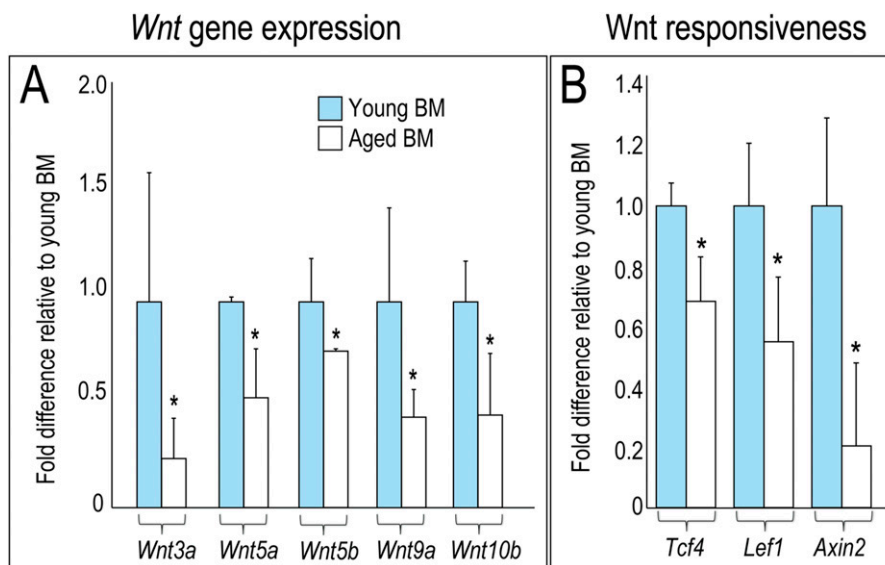 Wnt gene expression
Wnt responsiveness
A
Fold difference relative to young BM
2.0
1.5
1.0
0.5
0
Young BM
Aged BM
*
*
*
*
*
Wnt3a Wnt5a Wnt5b Wnt9a Wnt10b
B
Fold difference relative to young BM
1.4
1.2
1.0
0.8
0.6
0.4
0.2
0
*
*
*
Tcf4 Lef1 Axin2